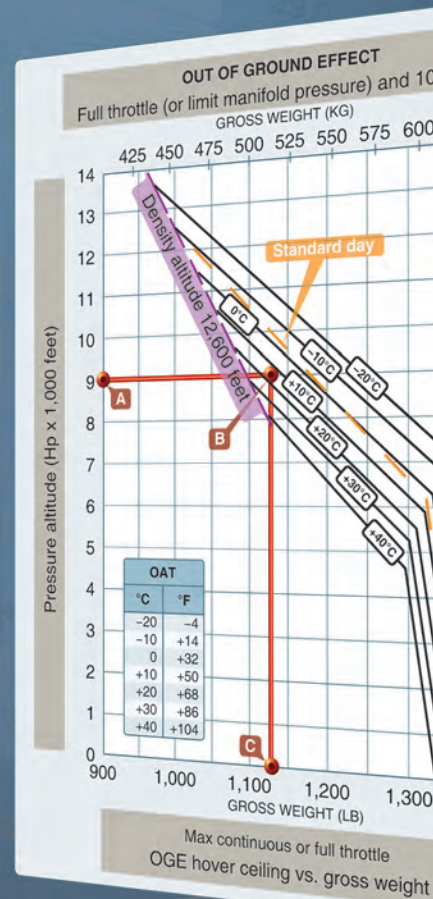 OUT OF GROUND EFFECT
Full throttle (or limit manifold pressure) and 10
GROSS WEIGHT (KG)
425 450 475 500 525 550 575 600
Pressure altitude (Hp x 1,000 feet)
14
13
12
11
10
9
8
7
6
5
4
3
2
1
0
Density altitude 12,600 feet
Standard day
0°C
-10°C
-20°C
+10°C
+20°C
+30°C
+40°C
A
B
C
OAT
°C °F
-20 -4
-10 +14
0 +32
+10 +50
+20 +68
+30 +86
+40 +104
900 1,000 1,100 1,200 1,300
GROSS WEIGHT (LB)
Max continuous or full throttle
OGE hover ceiling vs. gross weight